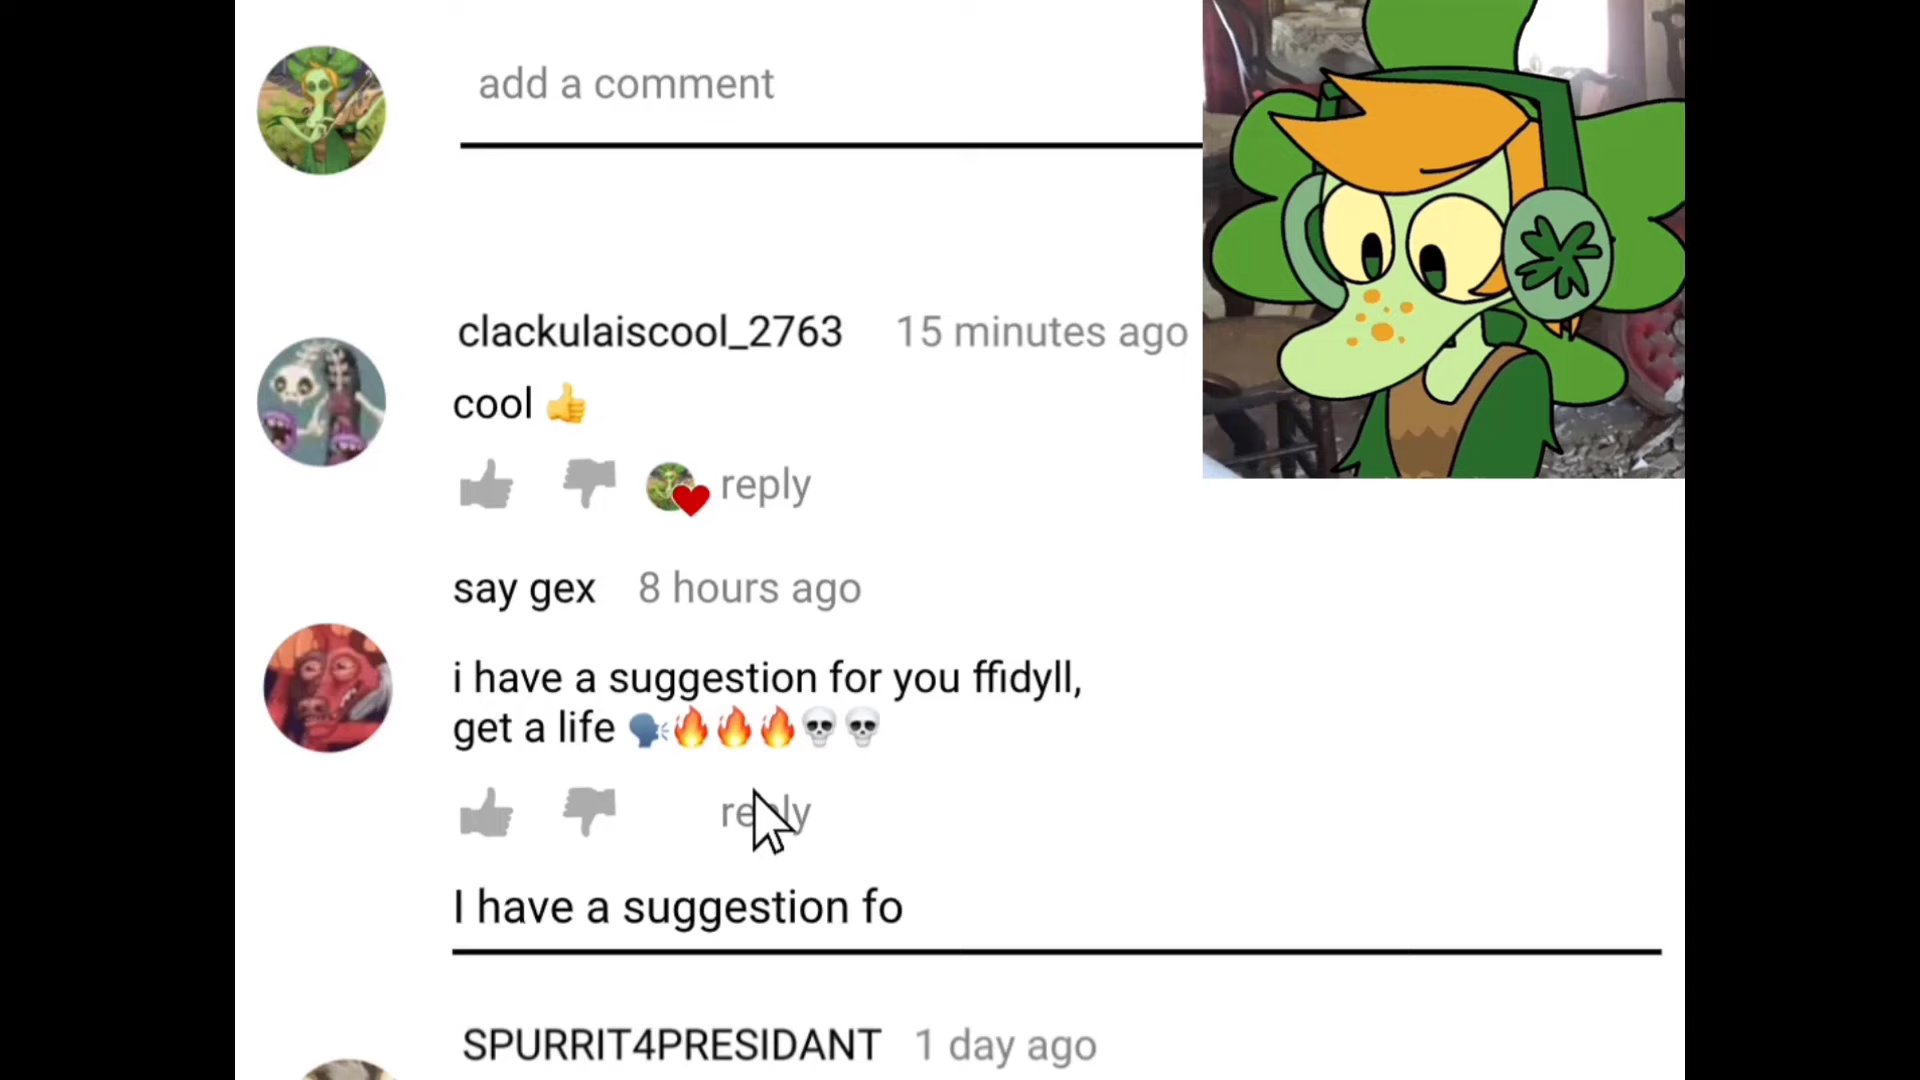 add a comment
clackulaiscool_2763 15 minutes ago
cool 👍
reply
say gex 8 hours ago
i have a suggestion for you ffidyll,
get a life 🗣️🔥🔥🔥💀💀
reply
I have a suggestion fo
SPURRIT4PRESIDANT 1 day ago